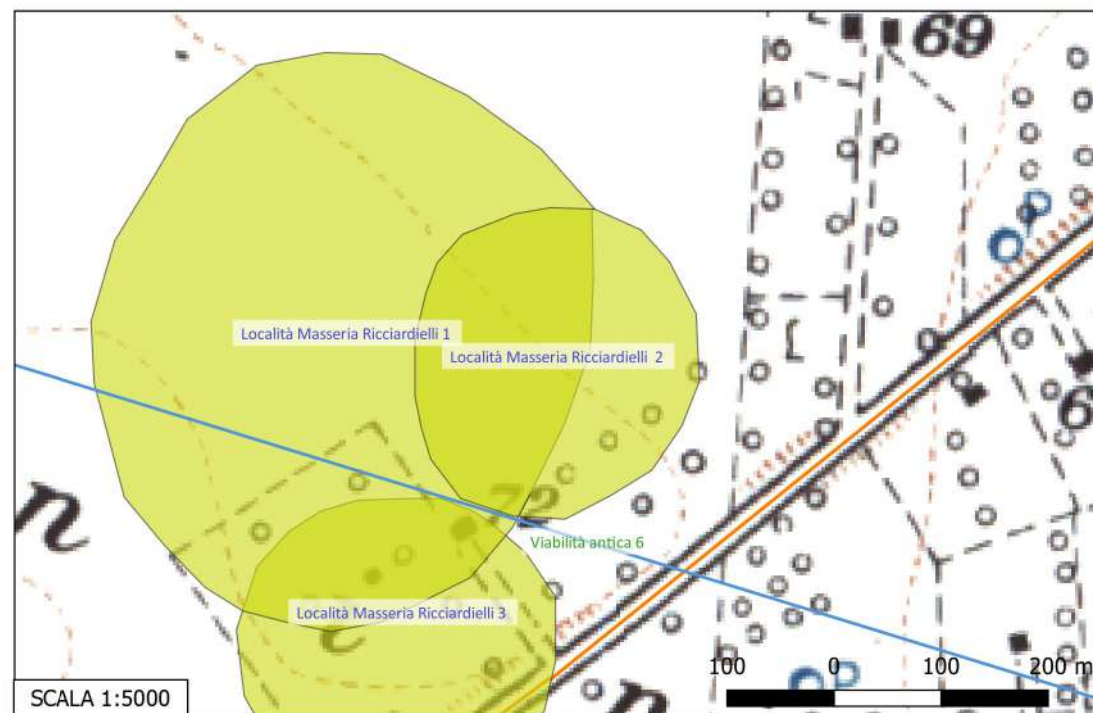 69
Località Masseria Ricciardielli 1
Località Masseria Ricciardielli 2
6
n
72
Viabilità antica 6
Località Masseria Ricciardielli 3
e
n
100 0 100 200 m
SCALA 1:5000